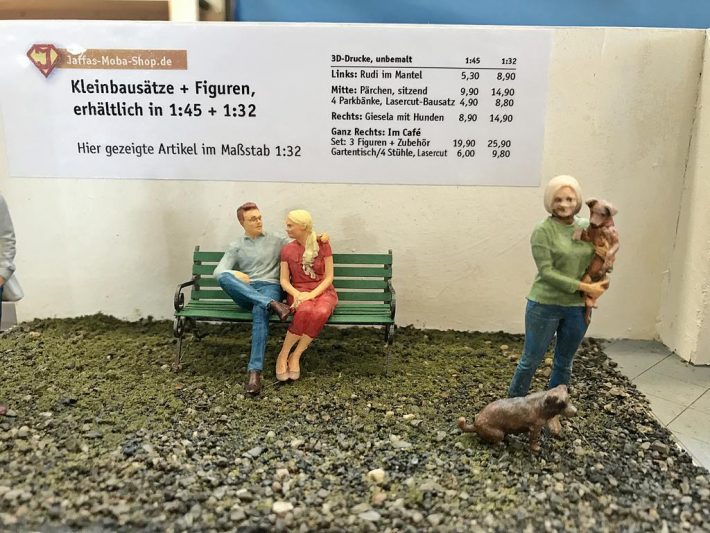 Jaffas-Moba-Shop.de
Kleinbausätze + Figuren,
erhältlich in 1:45 + 1:32
Hier gezeigte Artikel im Maßstab 1:32
3D-Drucke, unbemalt 1:45 1:32
Links: Rudi im Mantel 5,30 8,90
Mitte: Pärchen, sitzend 9,90 14,90
4 Parkbänke, Lasercut-Bausatz 4,90 8,80
Rechts: Giesela mit Hunden 8,90 14,90
Ganz Rechts: Im Café
Set: 3 Figuren + Zubehör 19,90 25,90
Gartentisch/4 Stühle, Lasercut 6,00 9,80